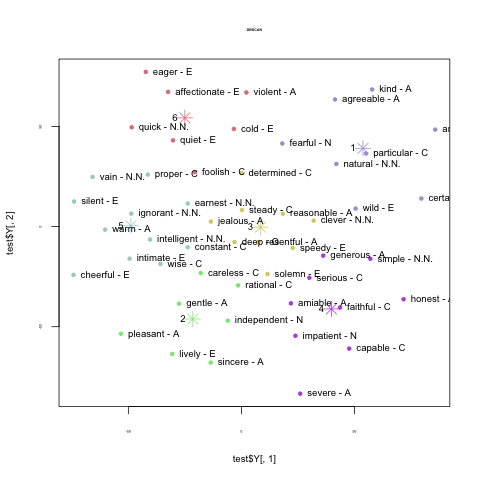 DBSCAN
eager - E
kind - A
affectionate - E
violent - A
agreeable - A
6
quick - N.N.
cold - E
quiet - E
fearful - N
1
particular - C
natural - N.N.
vain - N.N.
proper - C
foolish - C
determined - C
silent - E
earnest - N.N.
wild - E
certa
ignorant - N.N.
steady - C
reasonable - A
jealous - A
clever - N.N.
5
warm - A
3
intelligent - N.N.
constant - C
deep - C
resentful - A
speedy - E
generous - A
simple - N.N.
intimate - E
wise - C
cheerful - E
careless - C
solemn - E
serious - C
rational - C
gentle - A
amiable - A
honest - A
4
faithful - C
2
independent - N
pleasant - A
impatient - N
lively - E
capable - C
sincere - A
severe - A
test$Y[, 2]
test$Y[, 1]